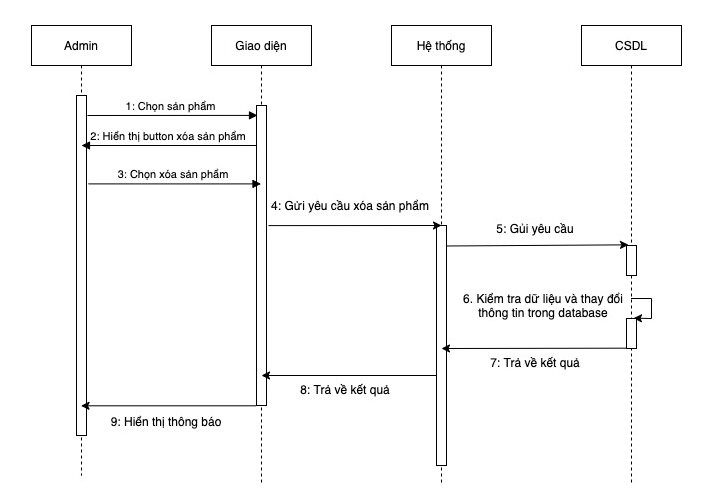 Admin
Giao diện
Hệ thống
CSDL
1: Chọn sản phẩm
2: Hiển thị button xóa sản phẩm
3: Chọn xóa sản phẩm
4: Gửi yêu cầu xóa sản phẩm
5: Gủi yêu cầu
6. Kiểm tra dữ liệu và thay đổi
thông tin trong database
7: Trả về kết quả
8: Trả về kết quả
9: Hiển thị thông báo